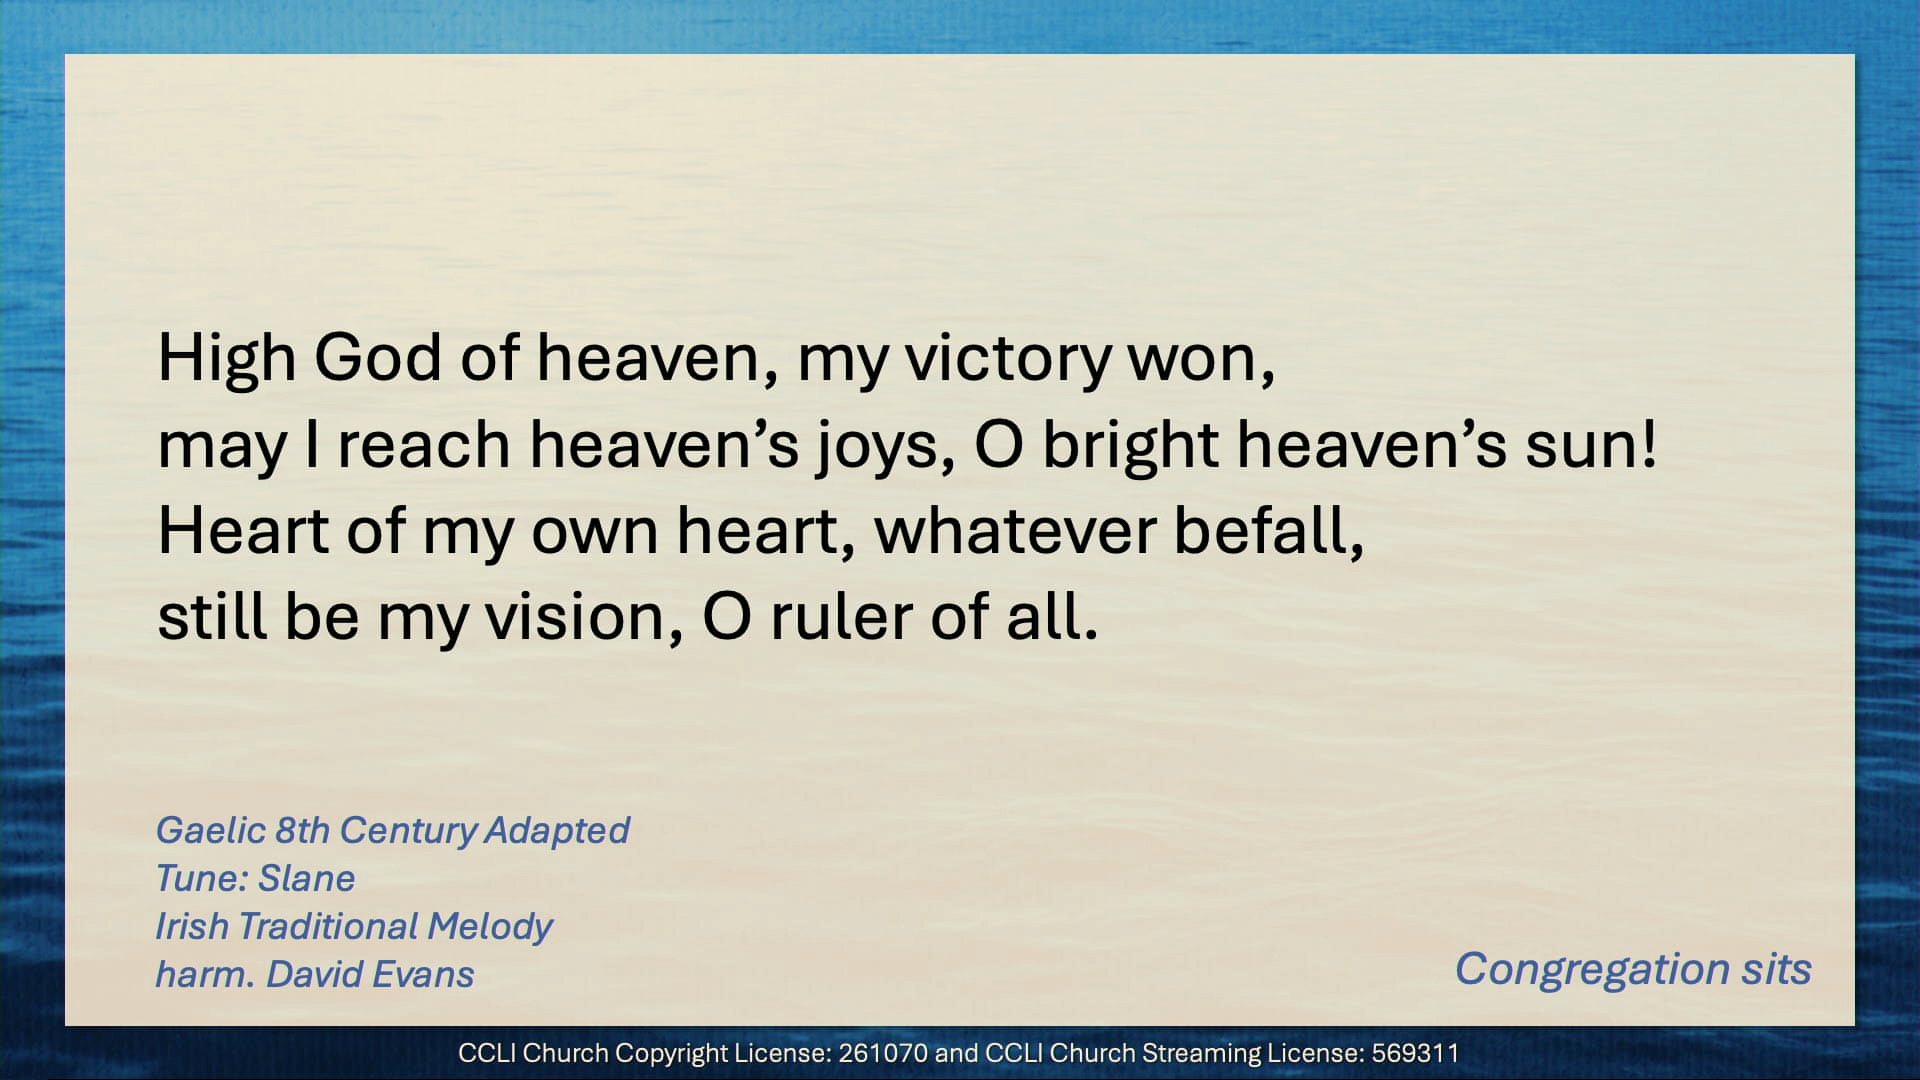 High God of heaven, my victory won,
may I reach heaven’s joys, O bright heaven’s sun!
Heart of my own heart, whatever befall,
still be my vision, O ruler of all.
Gaelic 8th Century Adapted
Tune: Slane
Irish Traditional Melody
harm. David Evans
Congregation sits
CCLI Church Copyright License: 261070 and CCLI Church Streaming License: 569311